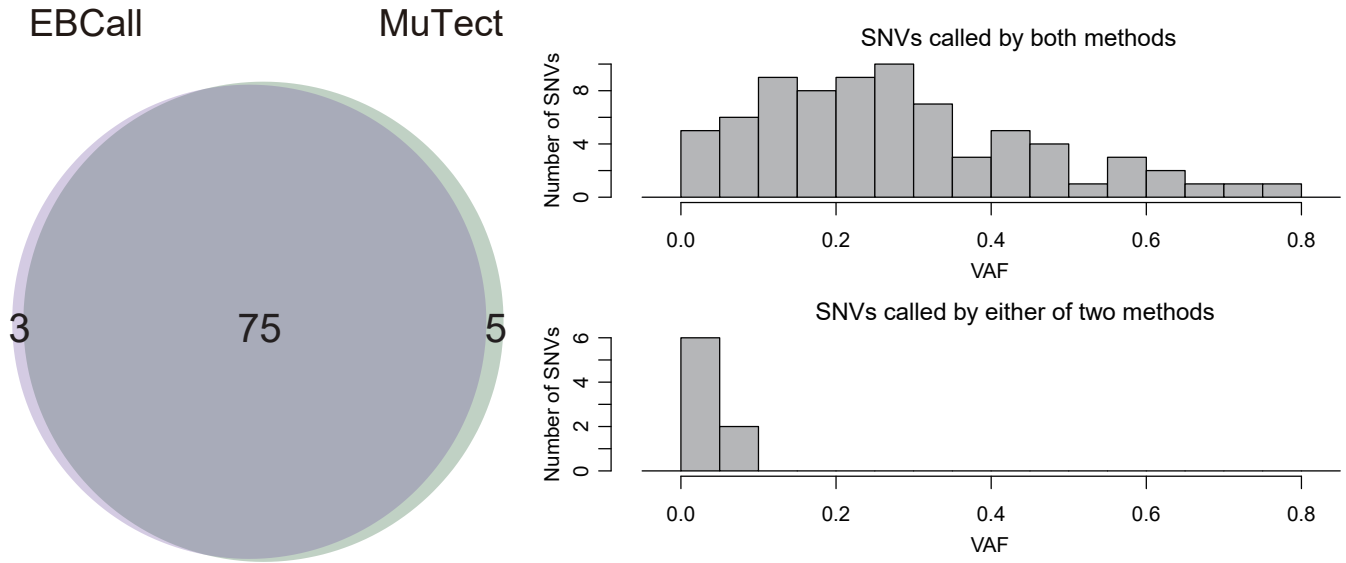 EBCall
MuTect
3
75
5
SNVs called by both methods
Number of SNVs
8
4
0
0.0
0.2
0.4
0.6
0.8
VAF
SNVs called by either of two methods
Number of SNVs
6
4
2
0
0.0
0.2
0.4
0.6
0.8
VAF